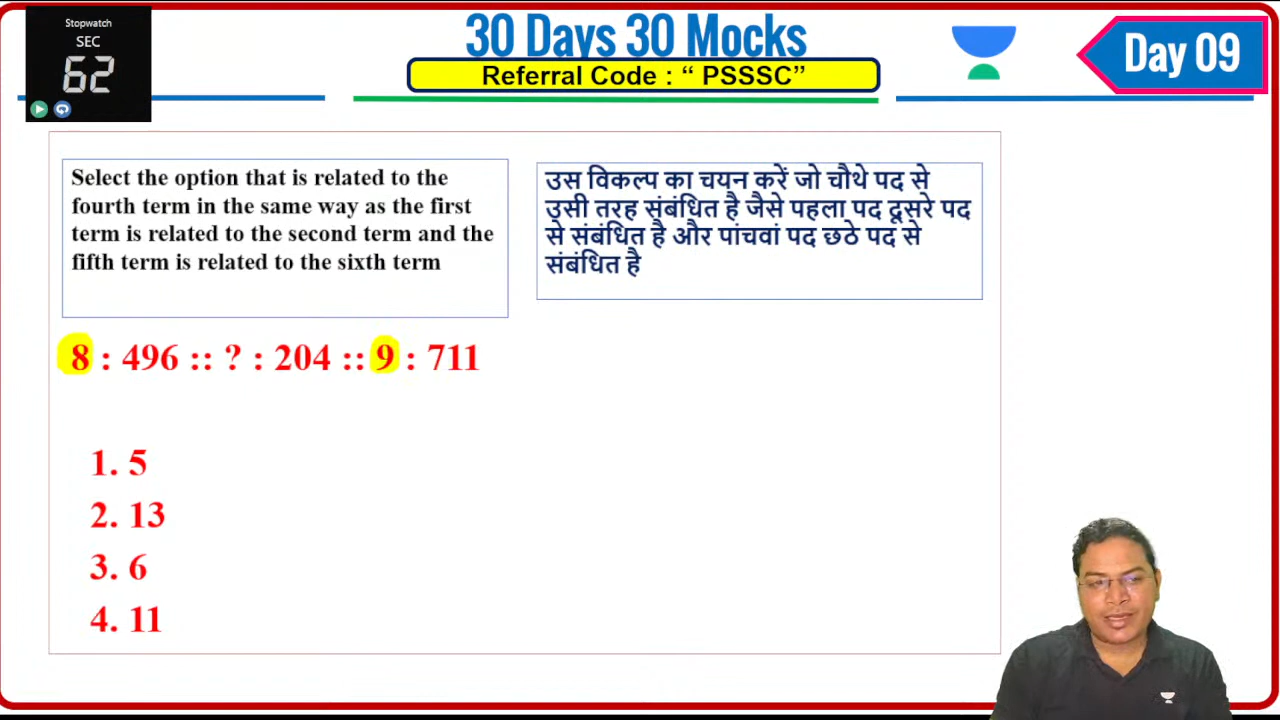 Stopwatch
SEC
62
30 Days 30 Mocks
Referral Code : “ PSSSC”
Day 09
Select the option that is related to the
fourth term in the same way as the first
term is related to the second term and the
fifth term is related to the sixth term
उस विकल्प का चयन करें जो चौथे पद से
उसी तरह संबंधित है जैसे पहला पद दूसरे पद
से संबंधित है और पांचवां पद छठे पद से
संबंधित है
8 : 496 :: ? : 204 :: 9 : 711
1. 5
2. 13
3. 6
4. 11